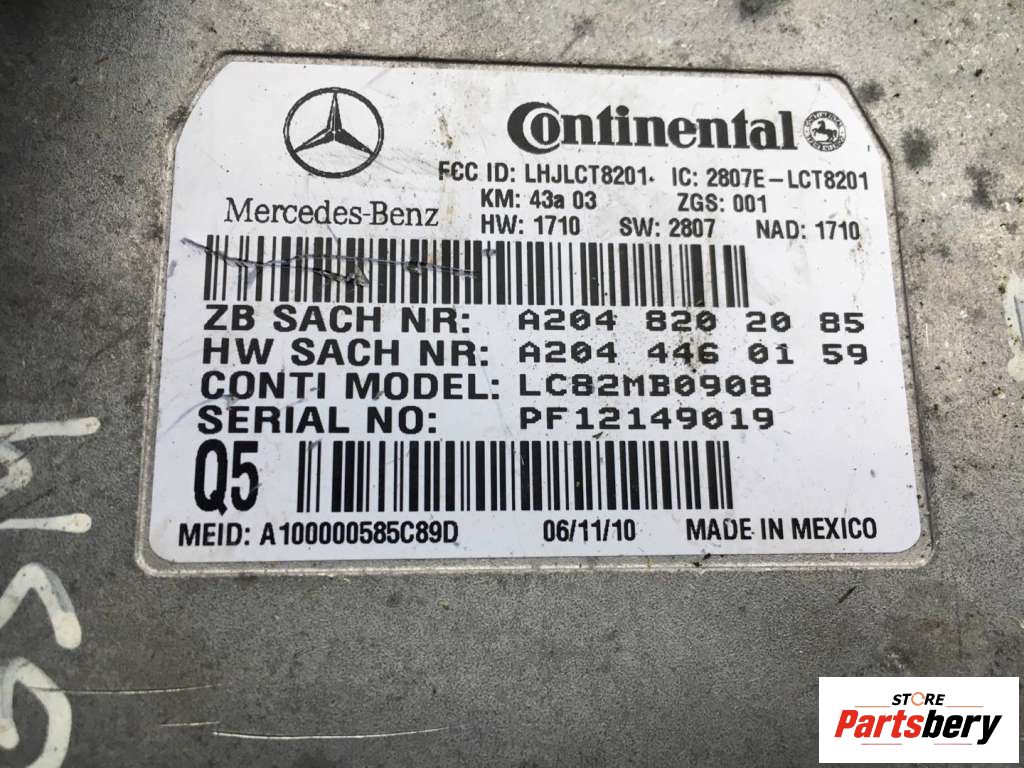 Continental
FCC ID: LHJLCT8201 IC: 2807E-LCT8201
KM: 43a 03 ZGS: 001
Mercedes-Benz
HW: 1710 SW: 2807 NAD: 1710
ZB SACH NR: A204 820 20 85
HW SACH NR: A204 446 01 59
CONTI MODEL: LC82MB0908
SERIAL NO: PF12149019
Q5
MEID: A100000585C89D 06/11/10 MADE IN MEXICO
STORE
Partsbery